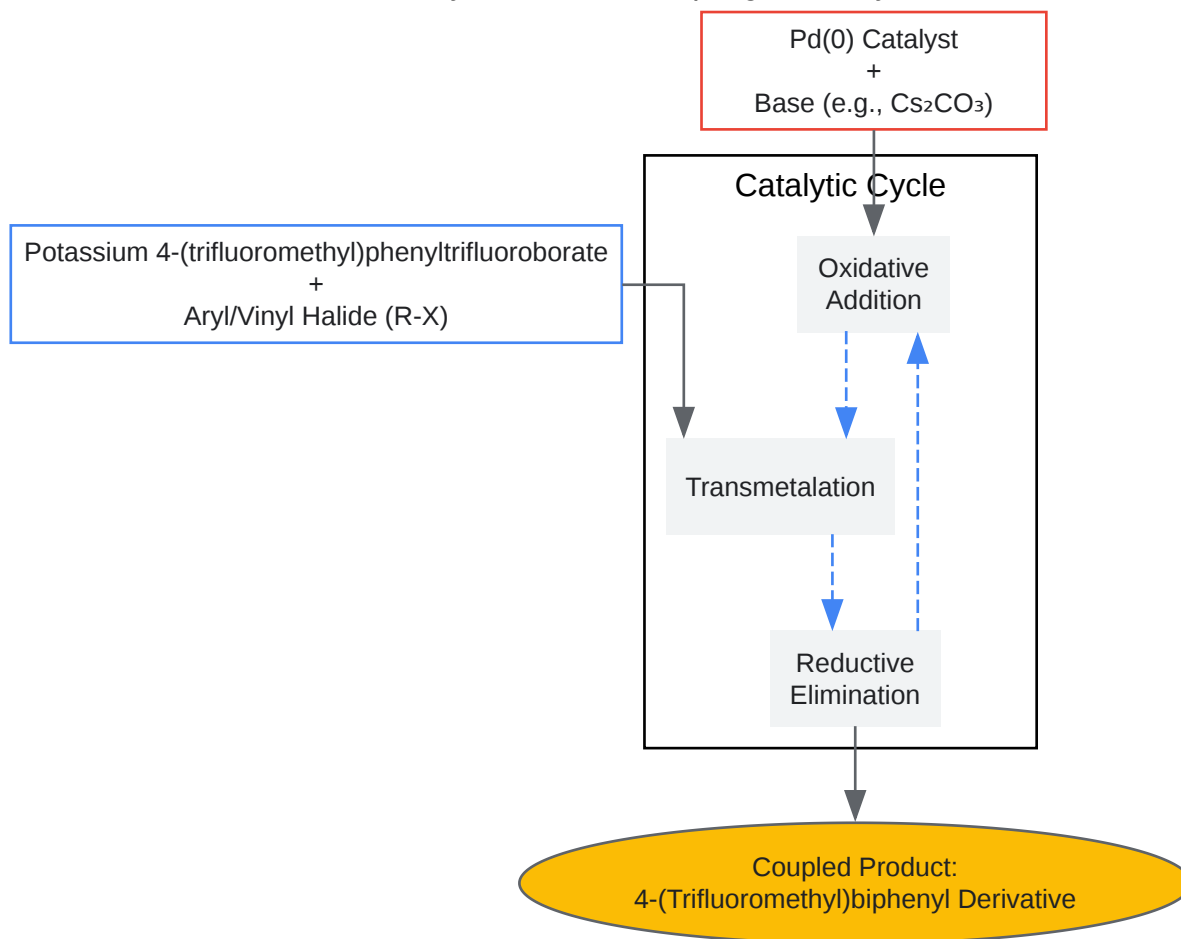 Pd(0) Catalyst
+
Base (e.g., Cs₂CO₃)
Catalytic Cycle
Potassium 4-(trifluoromethyl)phenyltrifluoroborate
+
Aryl/Vinyl Halide (R-X)
Oxidative
Addition
Transmetalation
Reductive
Elimination
Coupled Product:
4-(Trifluoromethyl)biphenyl Derivative